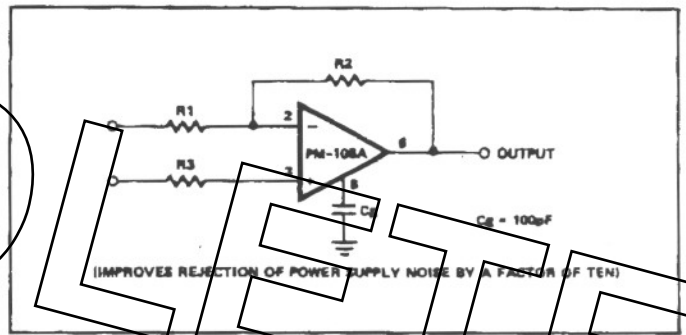 R2
R1
2
−
PM-108A
6
OUTPUT
R3
3
+
8
Cs
Cs = 100pF
(IMPROVES REJECTION OF POWER SUPPLY NOISE BY A FACTOR OF TEN)
LETE